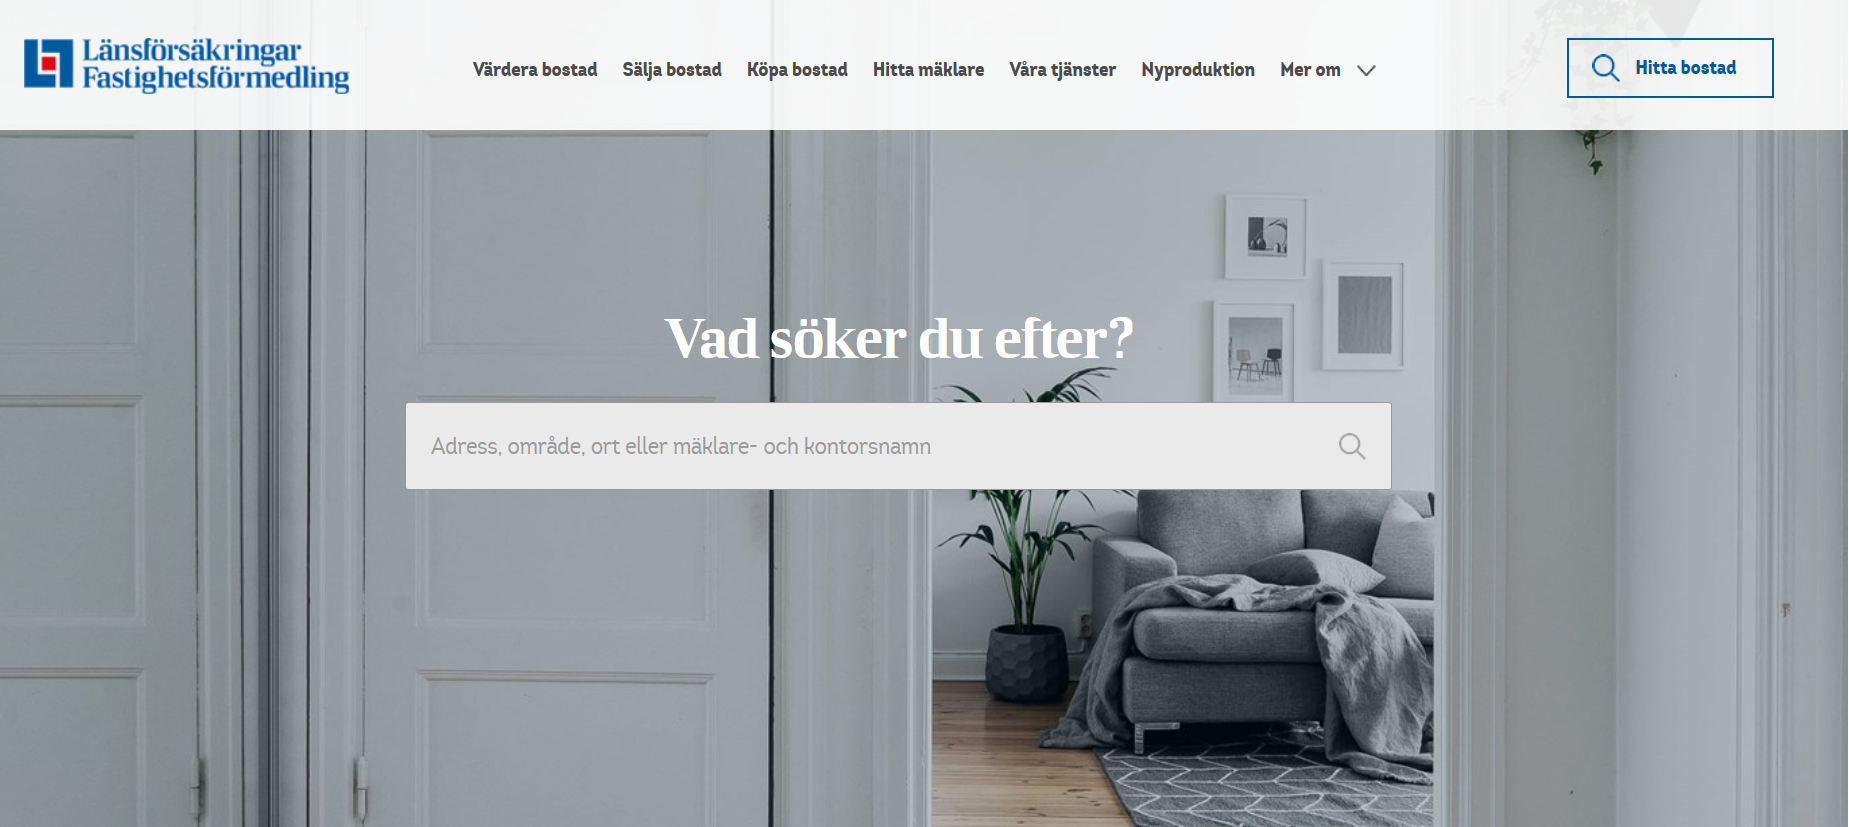 Länsförsäkringar
Fastighetsförmedling
Värdera bostad Sälja bostad Köpa bostad Hitta mäklare Våra tjänster Nyproduktion Mer om
Hitta bostad
Vad söker du efter?
Adress, område, ort eller mäklare- och kontorsnamn